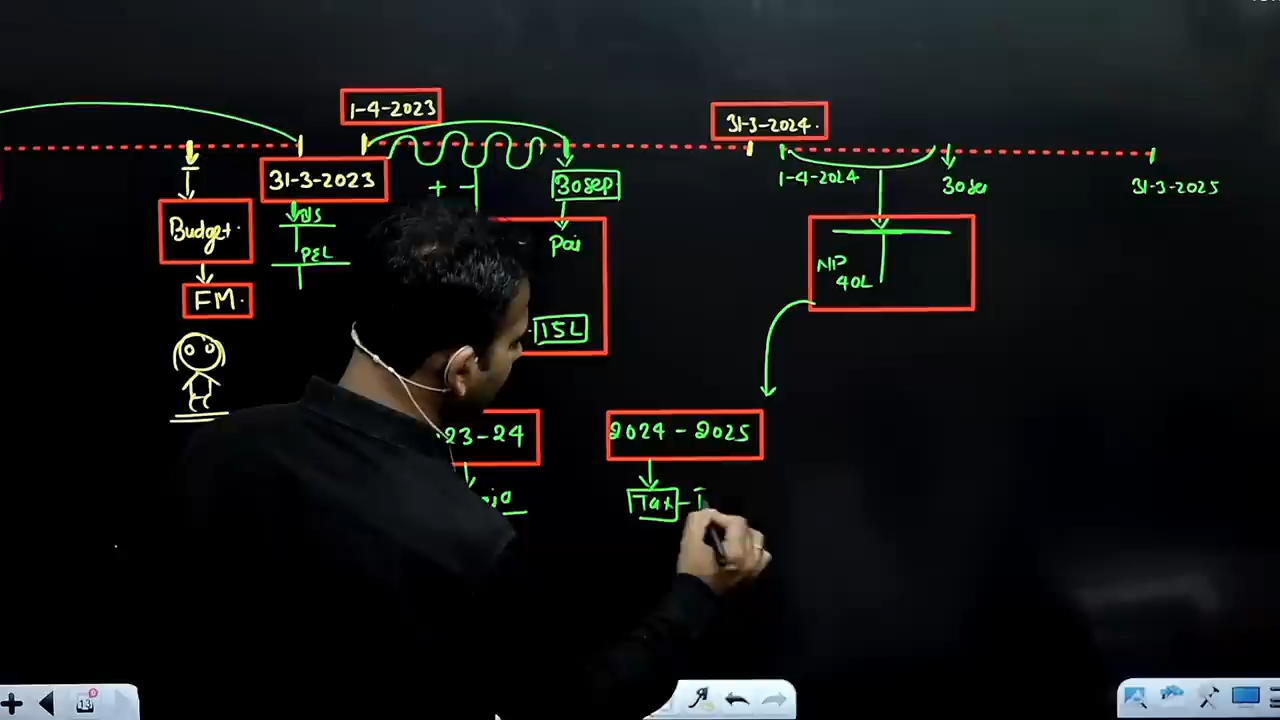 1-4-2023
31-3-2024.
31-3-2023
+ -
30sep
1-4-2024
31-3-2025
Budget.
P&L
FM.
Pai
NP
40L
15L
23-24
2024-2025
Tax -
13